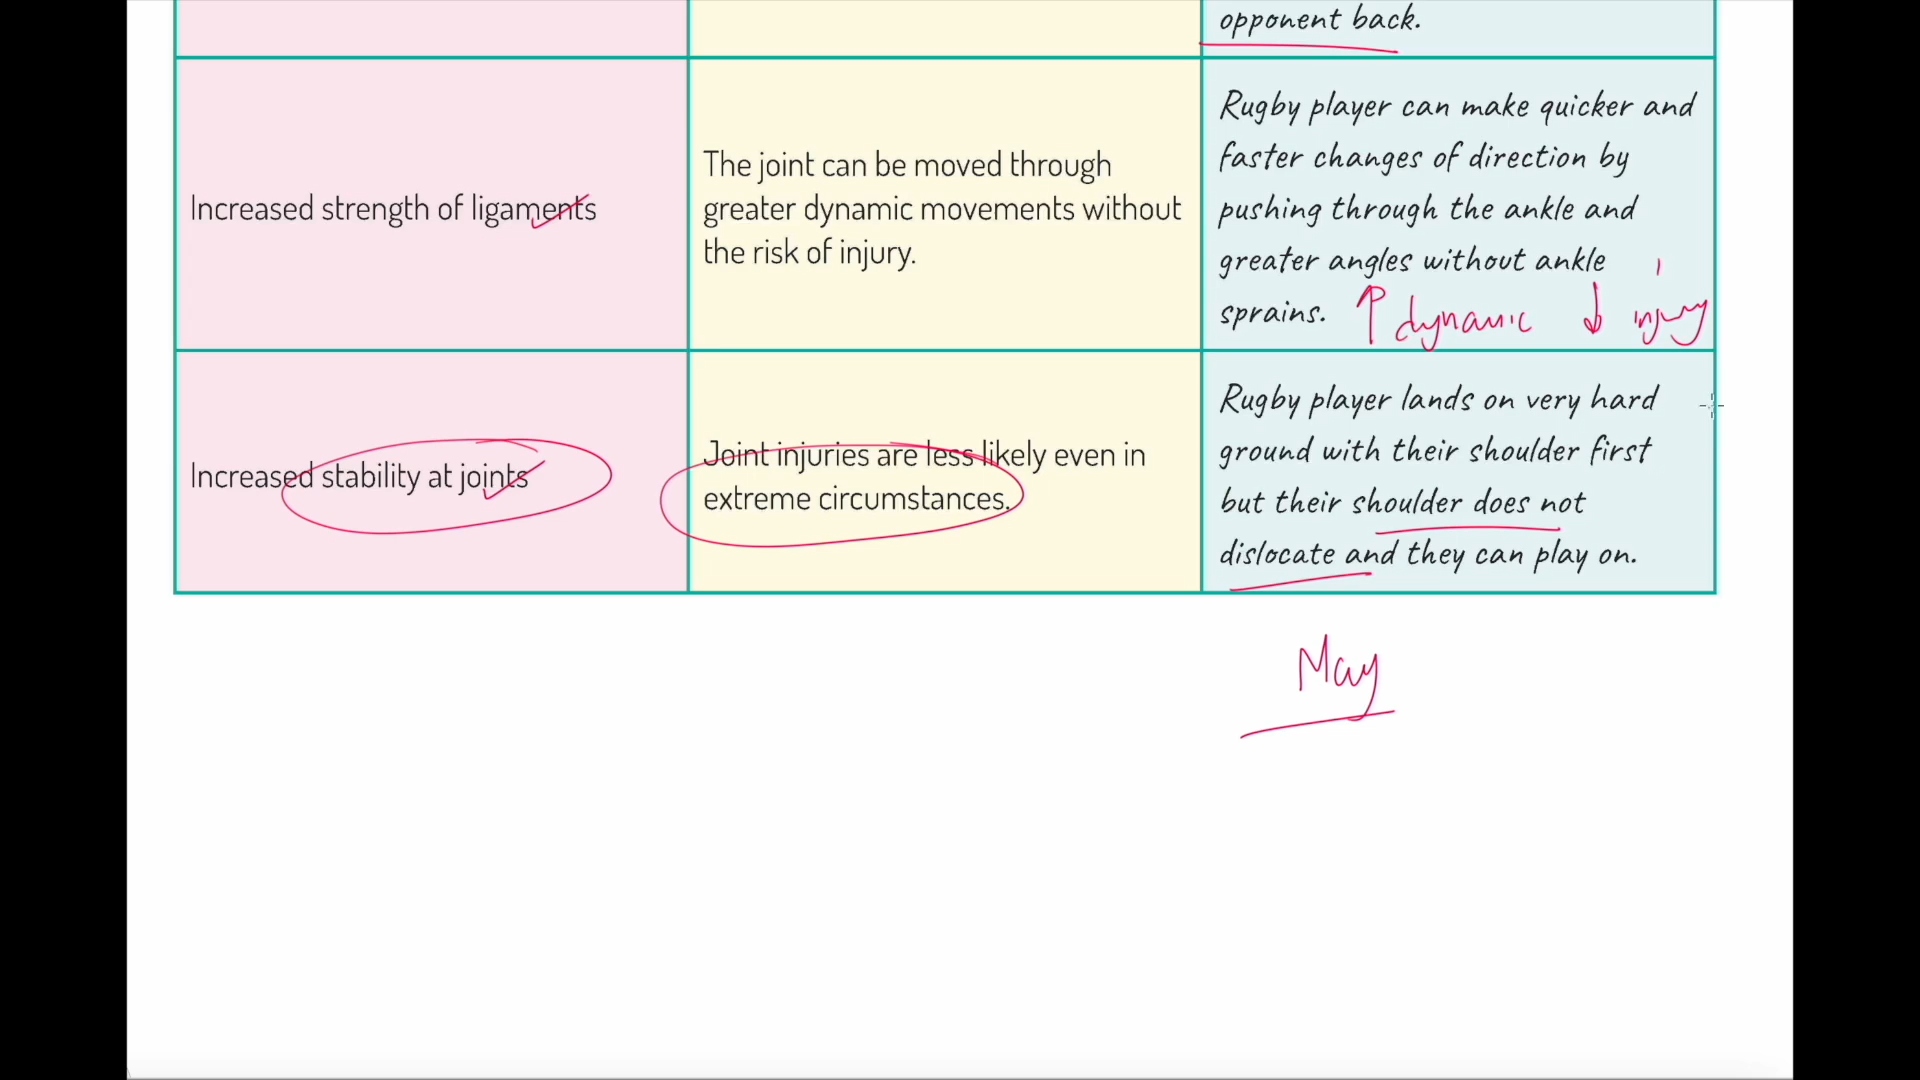 opponent back.
Increased strength of ligaments
The joint can be moved through
greater dynamic movements without
the risk of injury.
Rugby player can make quicker and
faster changes of direction by
pushing through the ankle and
greater angles without ankle
sprains.
↑ dynamic ↓ injury
Increased stability at joints
Joint injuries are less likely even in
extreme circumstances.
Rugby player lands on very hard
ground with their shoulder first
but their shoulder does not
dislocate and they can play on.
May